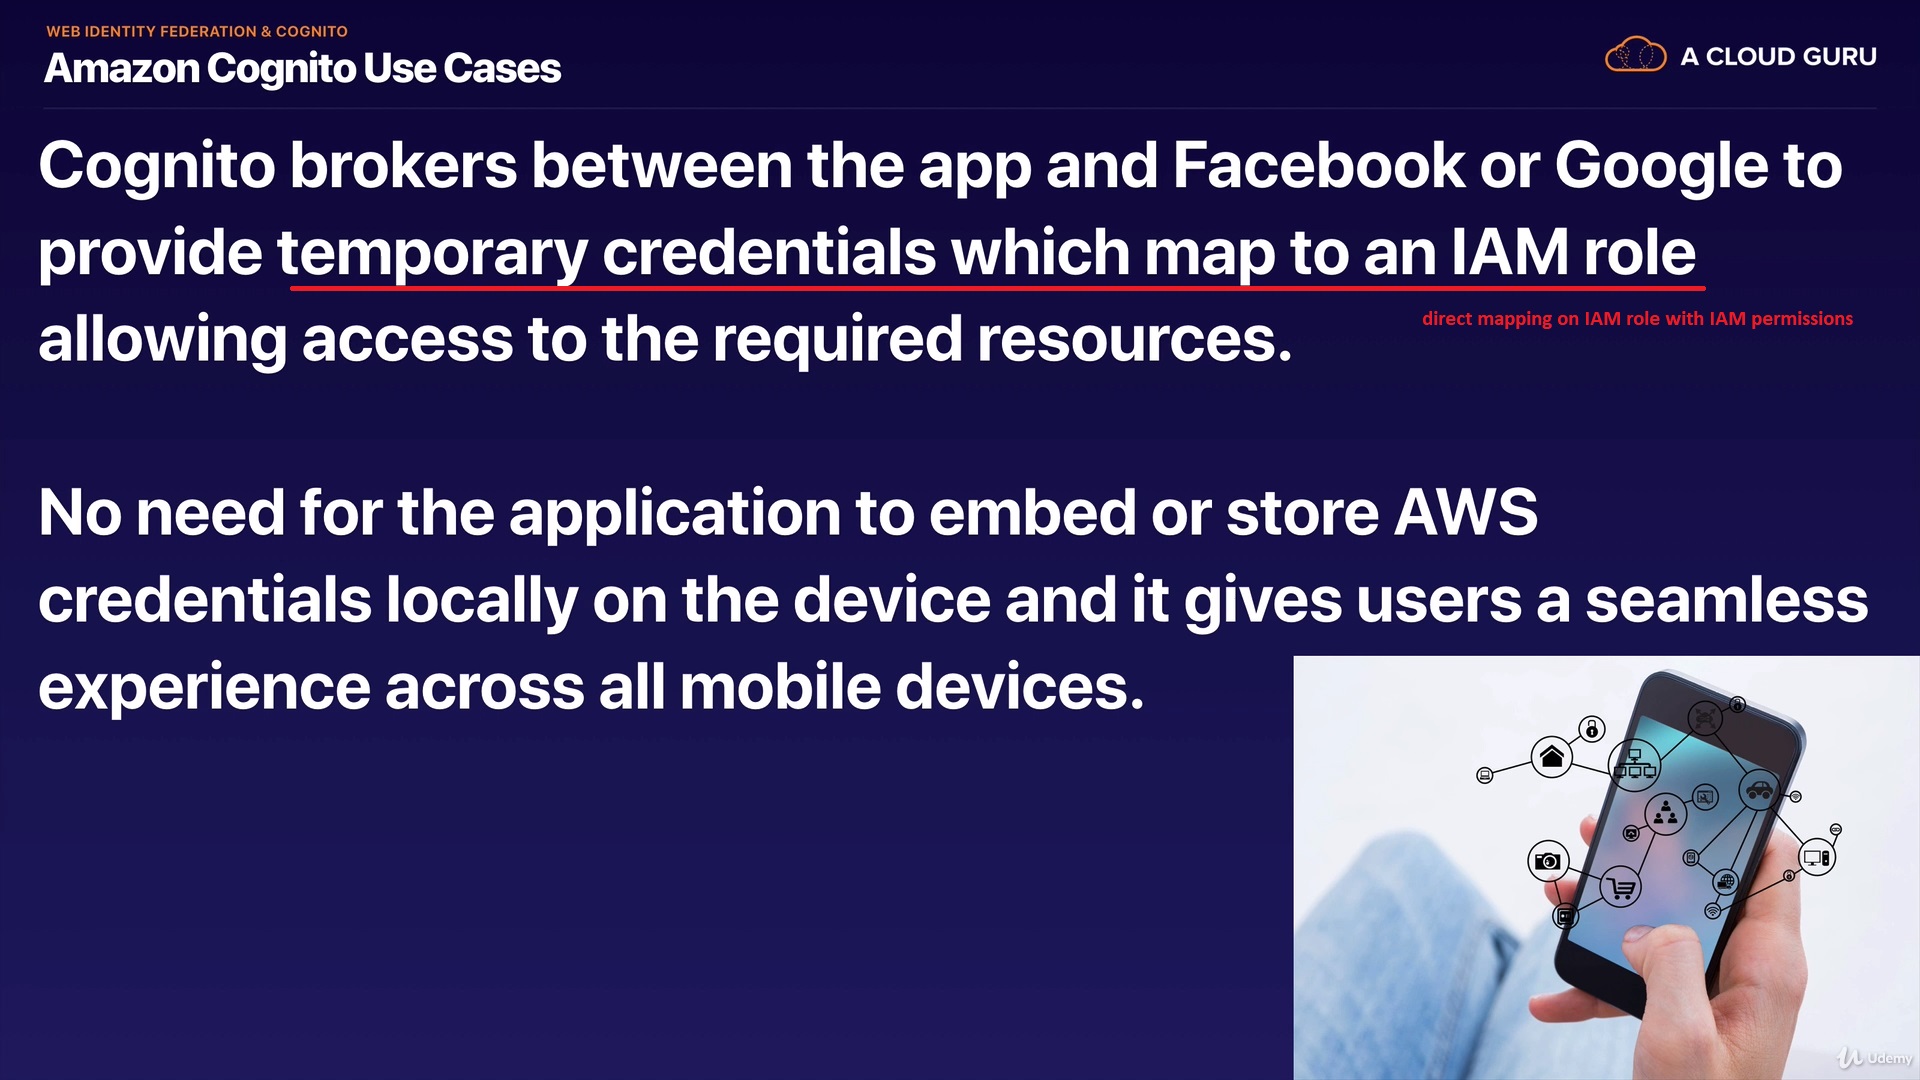 WEB IDENTITY FEDERATION & COGNITO
Amazon Cognito Use Cases
A CLOUD GURU
Cognito brokers between the app and Facebook or Google to
provide temporary credentials which map to an IAM role
direct mapping on IAM role with IAM permissions
allowing access to the required resources.
No need for the application to embed or store AWS
credentials locally on the device and it gives users a seamless
experience across all mobile devices.
Udemy